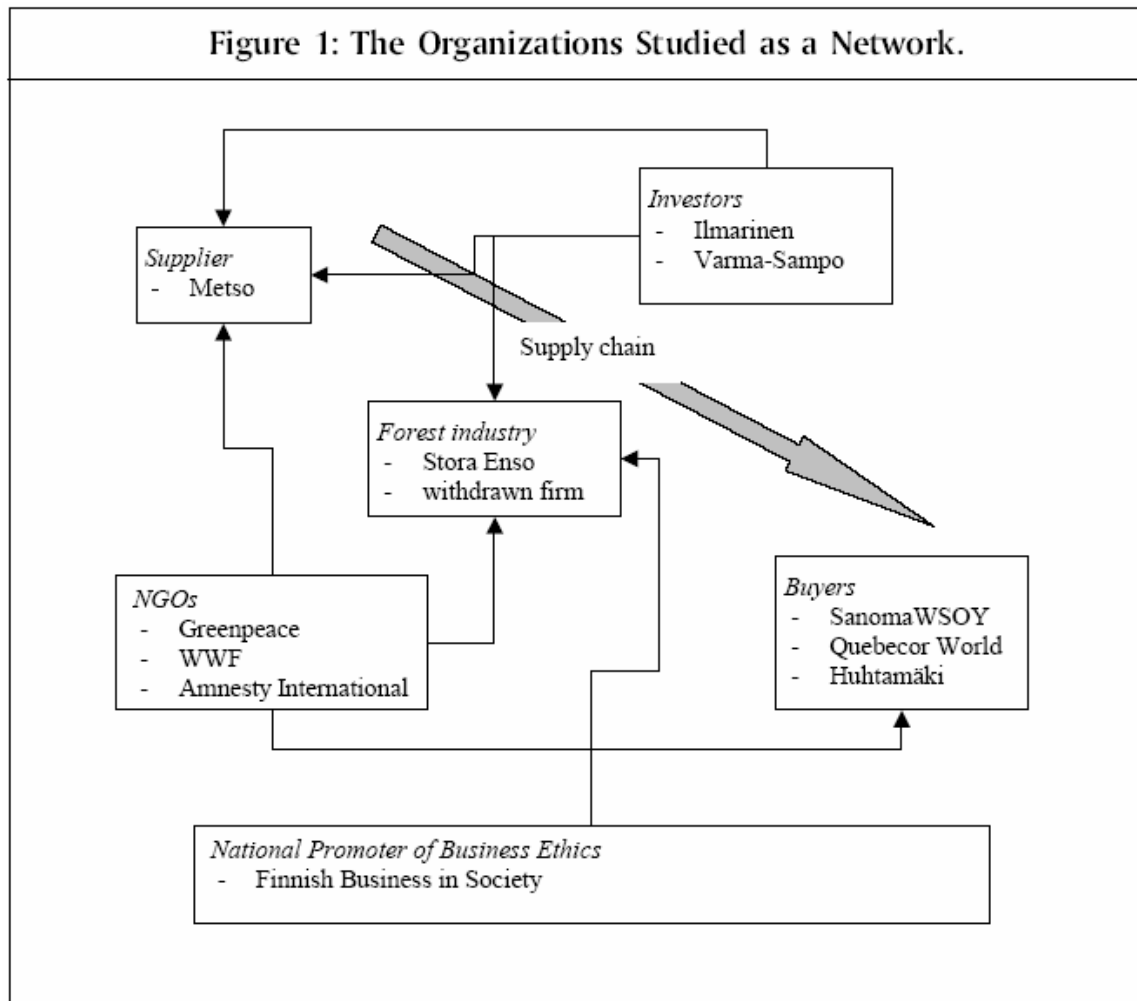 Figure 1: The Organizations Studied as a Network.
Investors
- Ilmarinen
- Varma-Sampo
Supplier
- Metso
Supply chain
Forest industry
- Stora Enso
- withdrawn firm
NGOs
- Greenpeace
- WWF
- Amnesty International
Buyers
- SanomaWSOY
- Quebecor World
- Huhtamäki
National Promoter of Business Ethics
- Finnish Business in Society